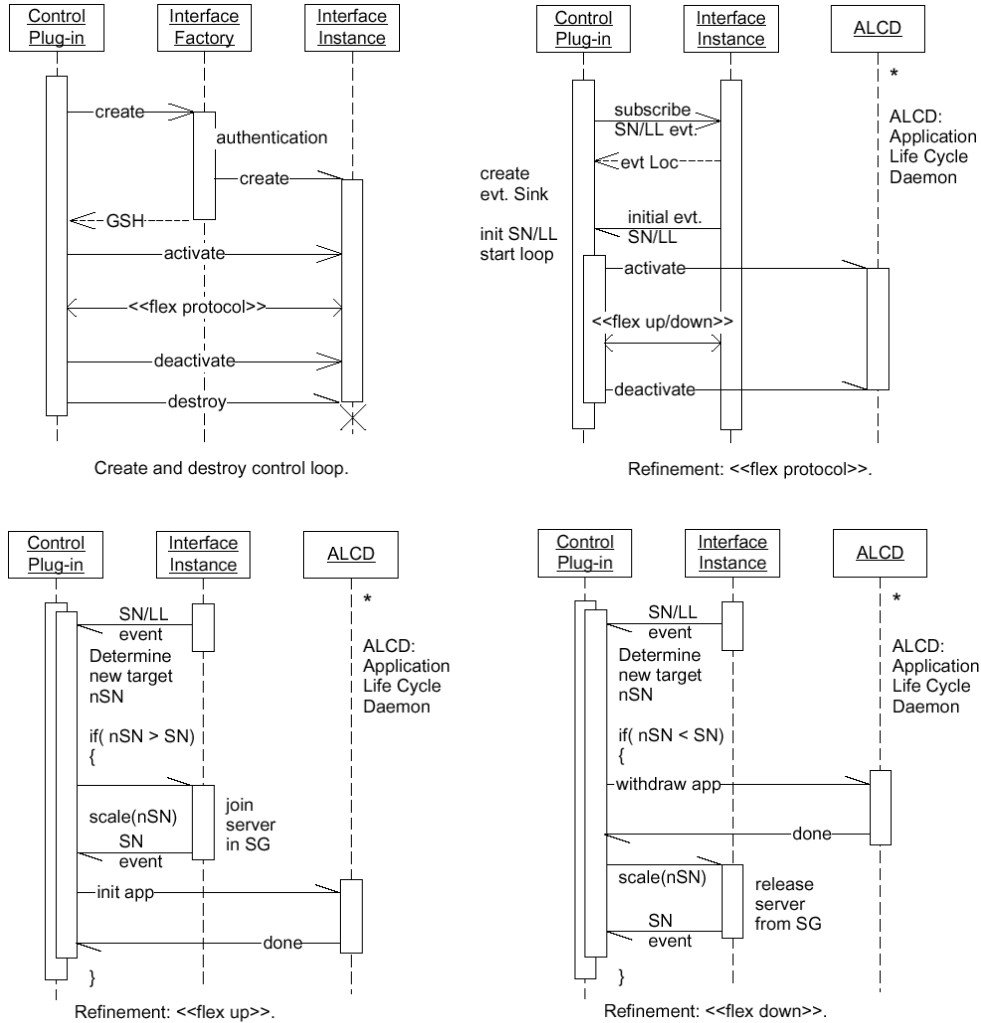 Control
Plug-in
Interface
Factory
Interface
Instance
create
authentication
create
GSH
activate
<<flex protocol>>
deactivate
destroy
Create and destroy control loop.
Control
Plug-in
Interface
Instance
ALCD
*
ALCD:
Application
Life Cycle
Daemon
subscribe
SN/LL evt.
evt Loc
create
evt. Sink
initial evt.
SN/LL
init SN/LL
start loop
activate
<<flex up/down>>
deactivate
Refinement: <<flex protocol>>.
Control
Plug-in
Interface
Instance
ALCD
*
ALCD:
Application
Life Cycle
Daemon
SN/LL
event
Determine
new target
nSN
if( nSN > SN)
{
scale(nSN)
join
server
in SG
SN
event
init app
done
}
Refinement: <<flex up>>.
Control
Plug-in
Interface
Instance
ALCD
*
ALCD:
Application
Life Cycle
Daemon
SN/LL
event
Determine
new target
nSN
if( nSN < SN)
{
withdraw app
done
scale(nSN)
release
server
from SG
SN
event
}
Refinement: <<flex down>>.